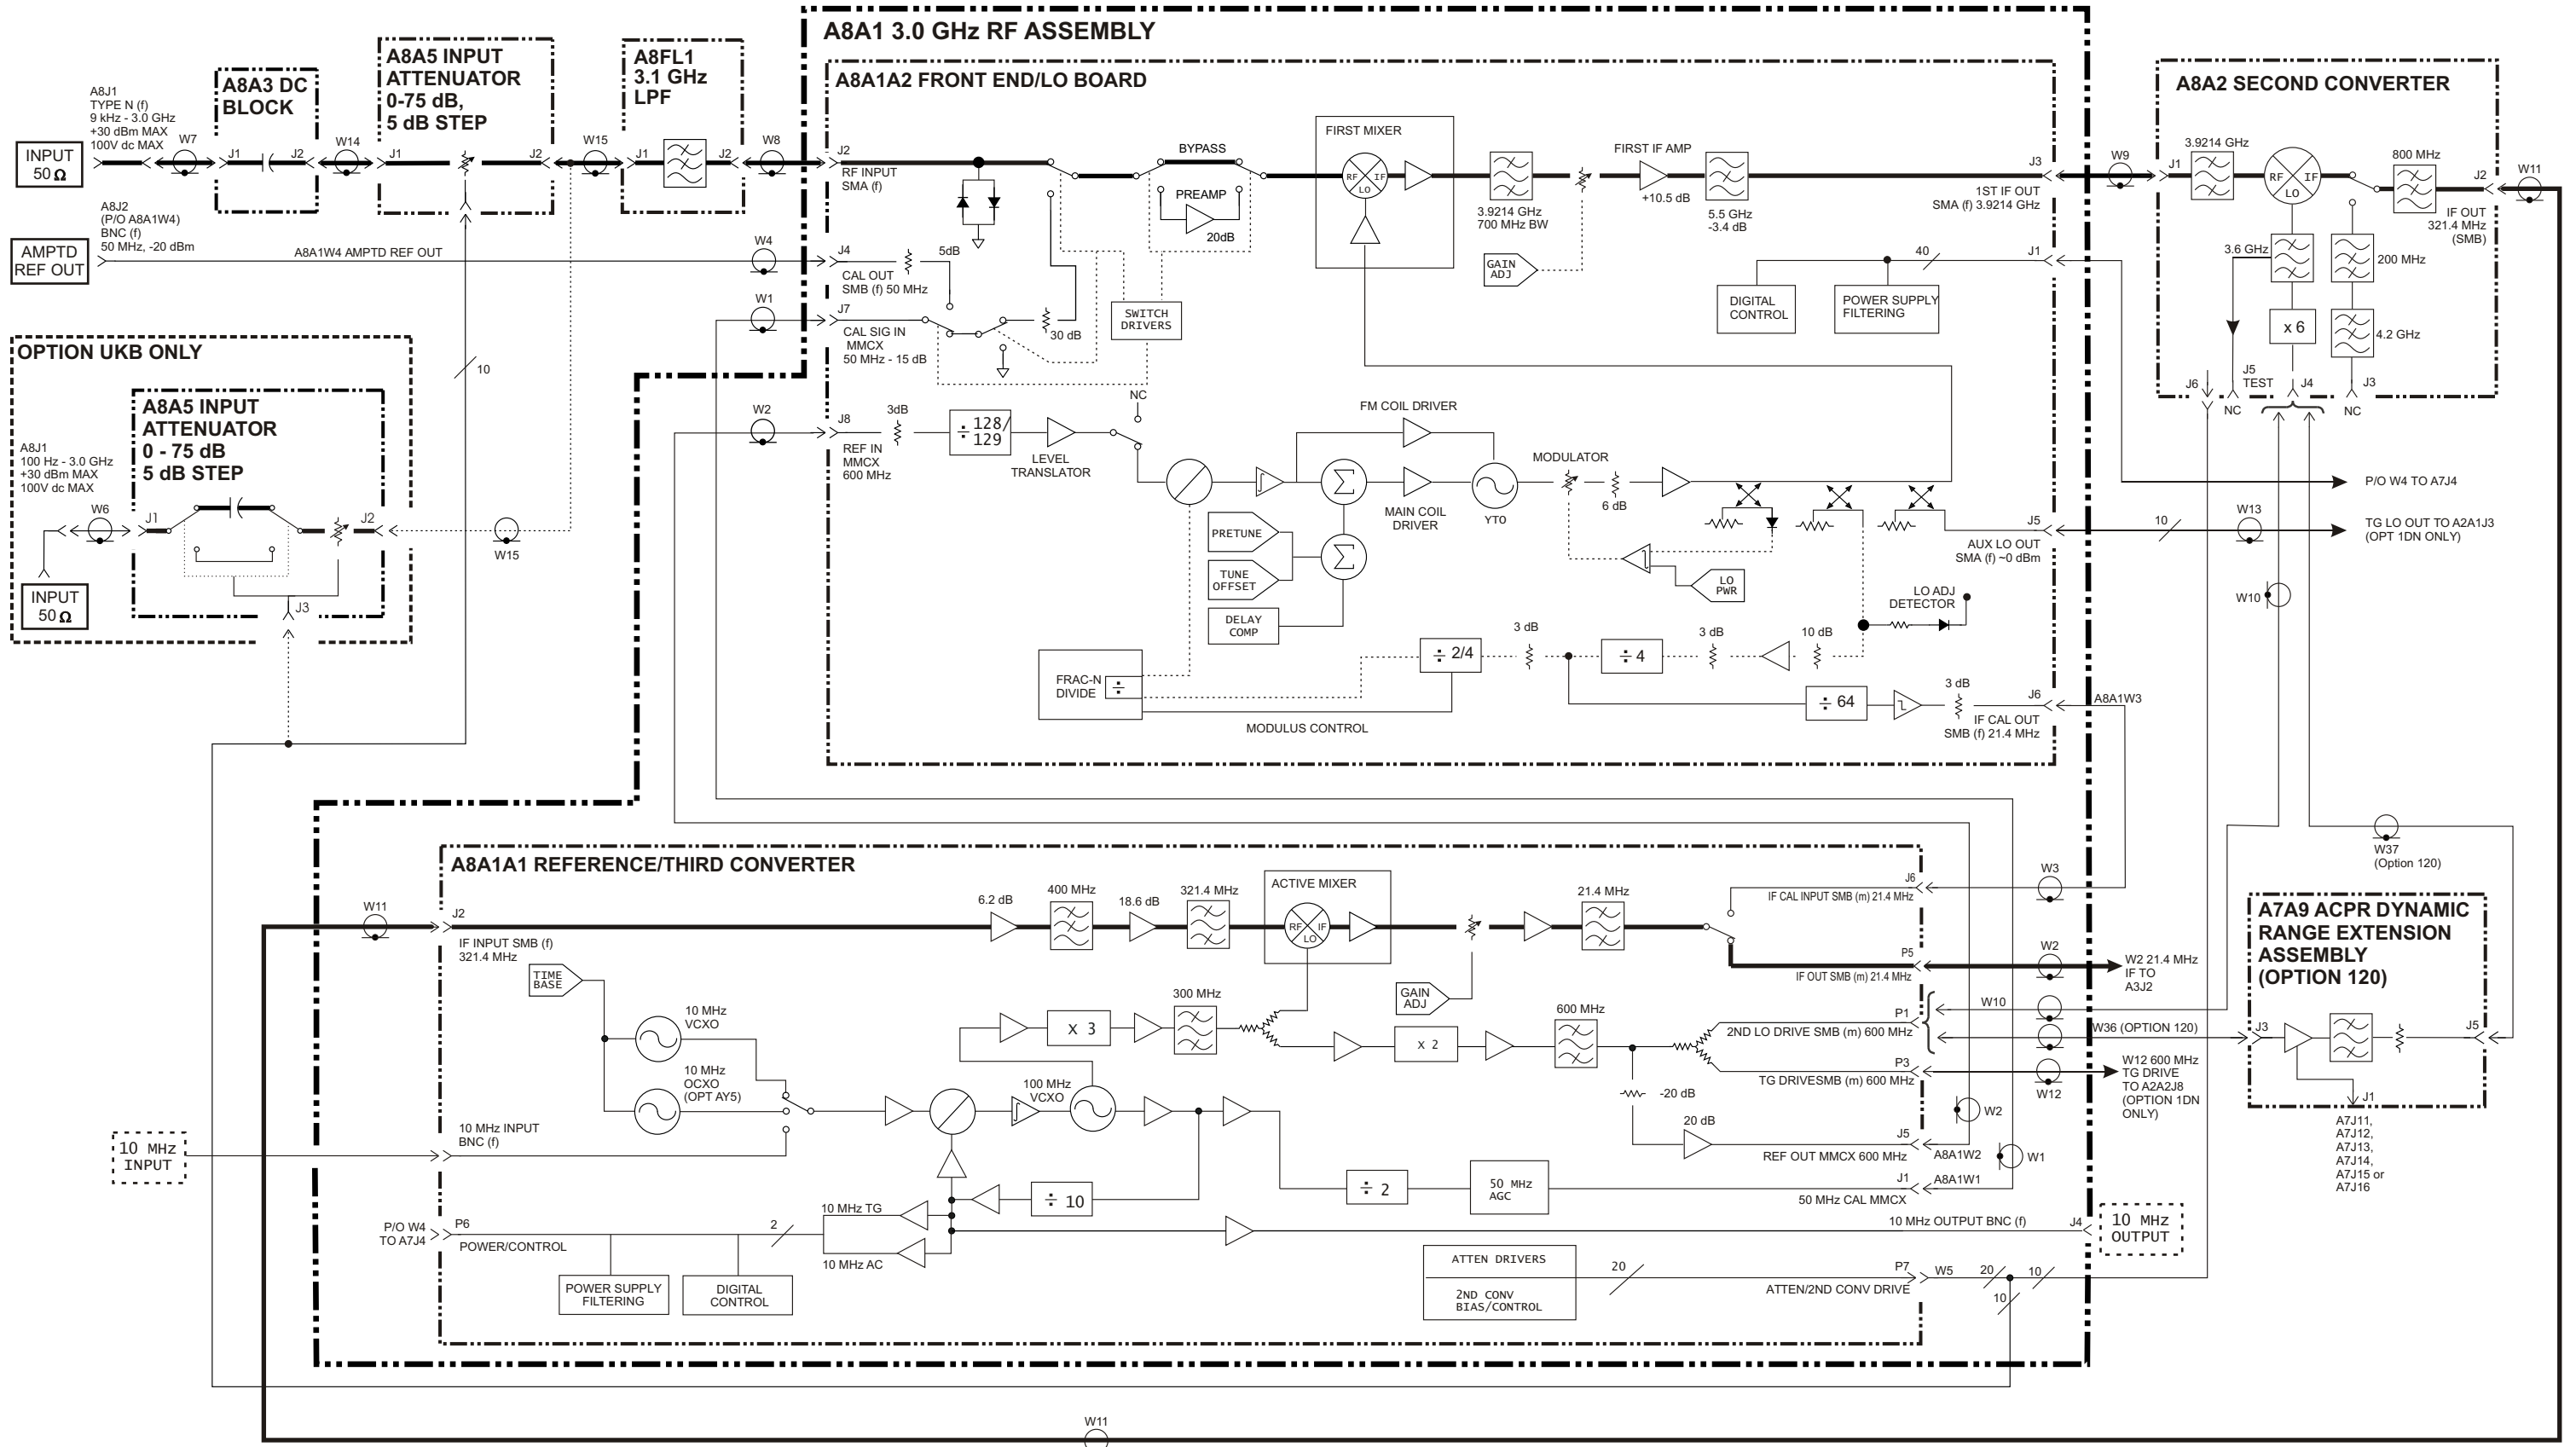 A8A1 3.0 GHz RF ASSEMBLY
A8J1
TYPE N (f)
9 kHz - 3.0 GHz
+30 dBm MAX
100V dc MAX
INPUT
50 Ω
W7
A8A3 DC
BLOCK
J1
J2
W14
A8A5 INPUT
ATTENUATOR
0-75 dB,
5 dB STEP
J1
J2
W15
A8FL1
3.1 GHz
LPF
J1
J2
W8
A8J2
(P/O A8A1W4)
BNC (f)
50 MHz, -20 dBm
AMPTD
REF OUT
A8A1W4 AMPTD REF OUT
W4
W1
W2
10
OPTION UKB ONLY
A8A5 INPUT
ATTENUATOR
0 - 75 dB
5 dB STEP
A8J1
100 Hz - 3.0 GHz
+30 dBm MAX
100V dc MAX
W6
J1
J2
J3
INPUT
50 Ω
W15
A8A1A2 FRONT END/LO BOARD
J2
RF INPUT
SMA (f)
BYPASS
PREAMP
20dB
FIRST MIXER
RF
IF
LO
3.9214 GHz
700 MHz BW
GAIN
ADJ
FIRST IF AMP
+10.5 dB
5.5 GHz
-3.4 dB
J3
1ST IF OUT
SMA (f) 3.9214 GHz
J4
CAL OUT
SMB (f) 50 MHz
5dB
J7
CAL SIG IN
MMCX
50 MHz - 15 dB
30 dB
SWITCH
DRIVERS
DIGITAL
CONTROL
POWER SUPPLY
FILTERING
40
J1
J8
REF IN
MMCX
600 MHz
3dB
÷ 128/
129
LEVEL
TRANSLATOR
NC
FM COIL DRIVER
Σ
MAIN COIL
DRIVER
YTO
MODULATOR
6 dB
PRETUNE
TUNE
OFFSET
Σ
DELAY
COMP
LO
PWR
J5
AUX LO OUT
SMA (f) ~0 dBm
LO ADJ
DETECTOR
FRAC-N
DIVIDE
÷
÷ 2/4
3 dB
÷ 4
3 dB
10 dB
÷ 64
3 dB
J6
IF CAL OUT
SMB (f) 21.4 MHz
MODULUS CONTROL
A8A1W3
W9
A8A2 SECOND CONVERTER
J1
3.9214 GHz
RF
IF
LO
800 MHz
J2
W11
IF OUT
321.4 MHz
(SMB)
3.6 GHz
200 MHz
x 6
4.2 GHz
J6
J5
TEST
NC
J4
J3
NC
P/O W4 TO A7J4
10
W13
TG LO OUT TO A2A1J3
(OPT 1DN ONLY)
W10
W37
(Option 120)
A8A1A1 REFERENCE/THIRD CONVERTER
W11
J2
IF INPUT SMB (f)
321.4 MHz
6.2 dB
400 MHz
18.6 dB
321.4 MHz
ACTIVE MIXER
RF
IF
LO
GAIN
ADJ
21.4 MHz
J6
IF CAL INPUT SMB (m) 21.4 MHz
W3
P5
IF OUT SMB (m) 21.4 MHz
W2
W2 21.4 MHz
IF TO
A3J2
TIME
BASE
10 MHz
VCXO
10 MHz
OCXO
(OPT AY5)
10 MHz INPUT
BNC (f)
10 MHz
INPUT
X 3
300 MHz
X 2
600 MHz
100 MHz
VCXO
P1
2ND LO DRIVE SMB (m) 600 MHz
W10
W36 (OPTION 120)
P3
TG DRIVESMB (m) 600 MHz
W12
W12 600 MHz
TG DRIVE
TO A2A2J8
(OPTION 1DN
ONLY)
-20 dB
20 dB
J5
REF OUT MMCX 600 MHz
A8A1W2
W2
W1
÷ 2
50 MHz
AGC
J1
50 MHz CAL MMCX
A8A1W1
÷ 10
10 MHz TG
10 MHz AC
2
P/O W4
TO A7J4
P6
POWER/CONTROL
POWER SUPPLY
FILTERING
DIGITAL
CONTROL
10 MHz OUTPUT BNC (f)
J4
10 MHz
OUTPUT
ATTEN DRIVERS
2ND CONV
BIAS/CONTROL
20
P7
ATTEN/2ND CONV DRIVE
W5
20
10
10
A7A9 ACPR DYNAMIC
RANGE EXTENSION
ASSEMBLY
(OPTION 120)
J3
J5
J1
A7J11,
A7J12,
A7J13,
A7J14,
A7J15 or
A7J16
W11